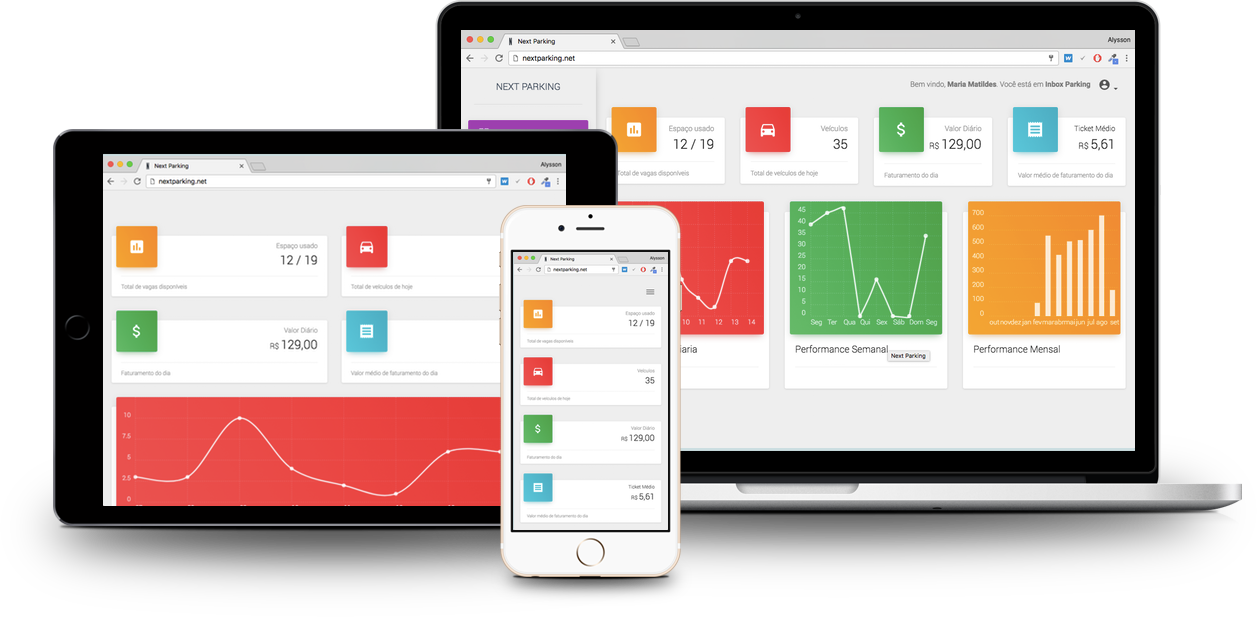 Next Parking
Alysson
nextparking.net
NEXT PARKING
Bem vindo, Maria Matildes. Você está em Inbox Parking
Espaço usado
12 / 19
Total de vagas disponíveis
Veículos
35
Total de veículos de hoje
Valor Diário
R$ 129,00
Faturamento do dia
Ticket Médio
R$ 5,61
Valor médio de faturamento do dia
10 11 12 13 14
45
40
35
30
25
20
15
10
5
0
Seg Ter Qua Qui Sex Sáb Dom Seg
Performance Semanal
Next Parking
700
600
500
400
300
200
100
0
out nov dez jan fev mar abr mai jun jul ago set
Performance Mensal
Next Parking
Alysson
nextparking.net
Espaço usado
12 / 19
Total de vagas disponíveis
Total de veículos de hoje
Valor Diário
R$ 129,00
Faturamento do dia
Valor médio de faturamento do dia
10
7.5
5
2.5
0
Next Parking
Alysson
nextparking.net
Espaço usado
12 / 19
Total de vagas disponíveis
Veículos
35
Total de veículos de hoje
Valor Diário
R$ 129,00
Faturamento do dia
Ticket Médio
R$ 5,61
Valor médio de faturamento do dia